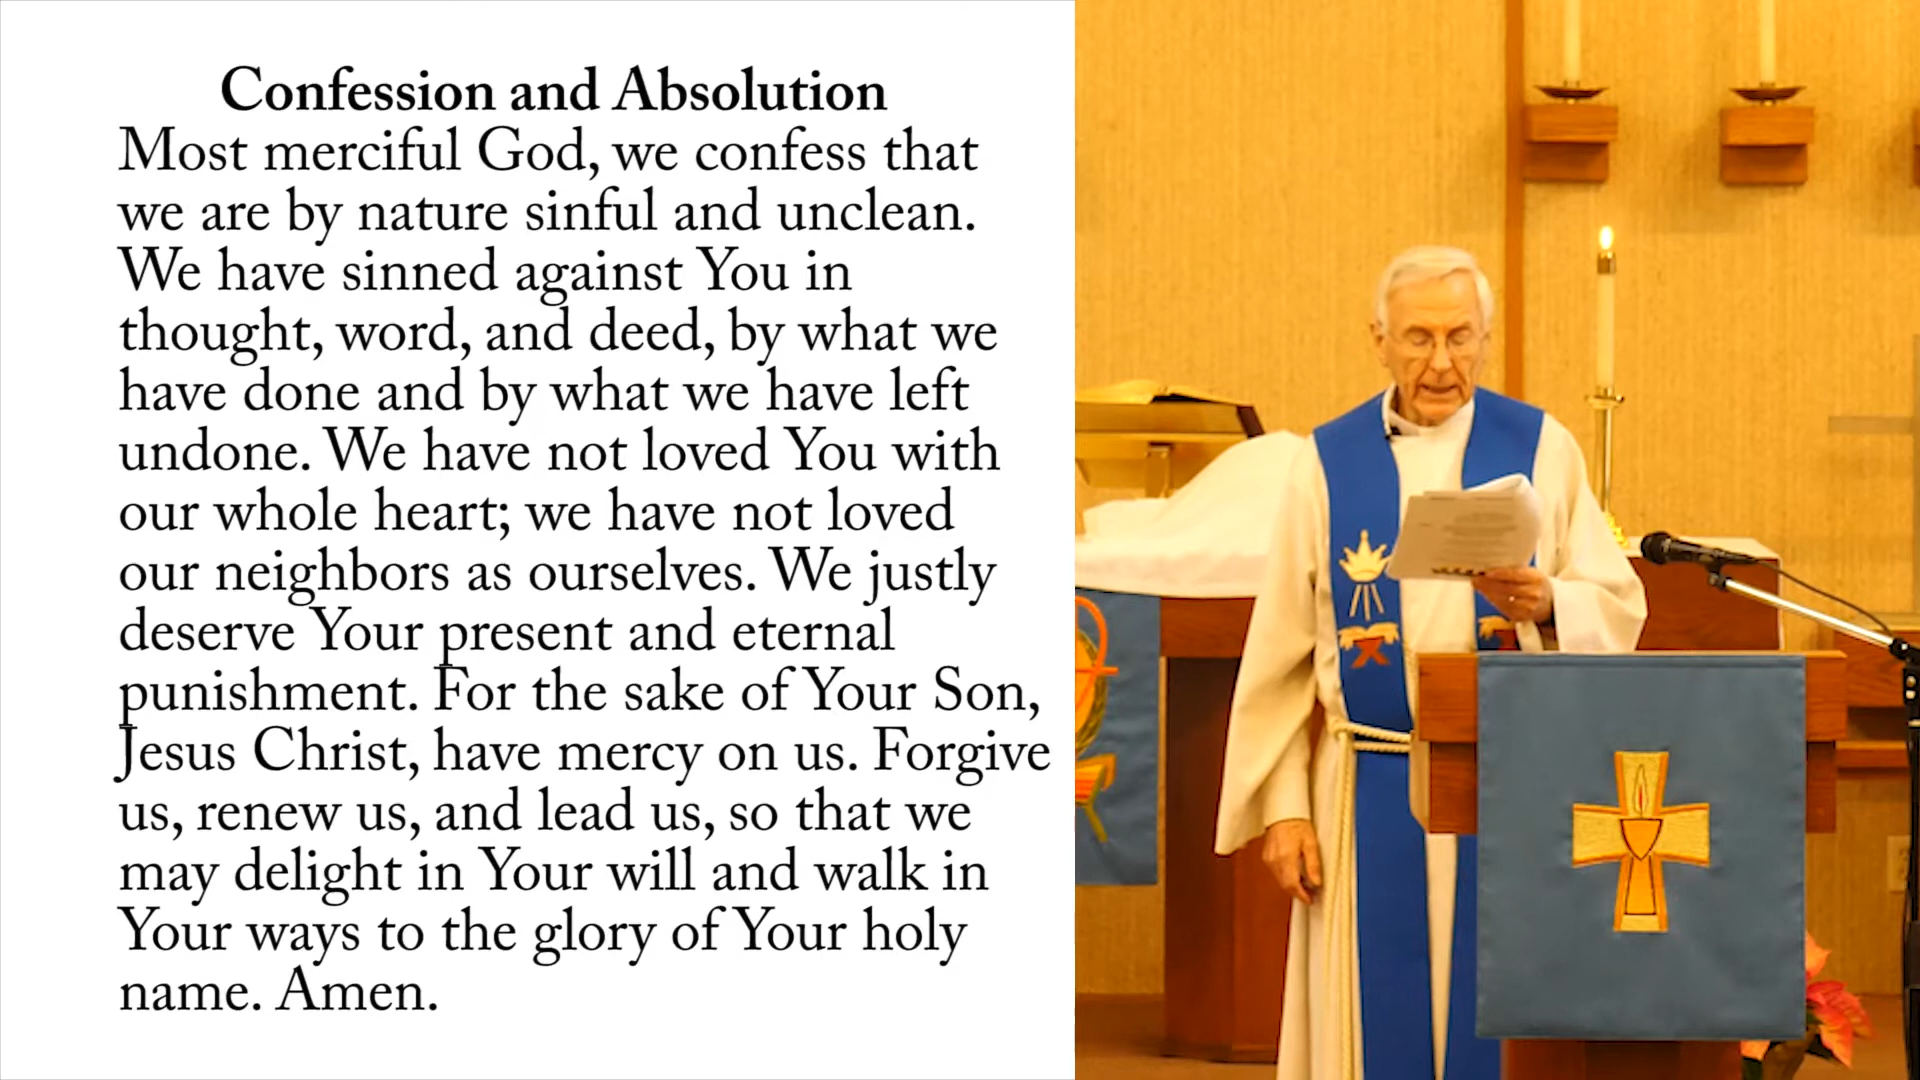 Confession and Absolution
Most merciful God, we confess that
we are by nature sinful and unclean.
We have sinned against You in
thought, word, and deed, by what we
have done and by what we have left
undone. We have not loved You with
our whole heart; we have not loved
our neighbors as ourselves. We justly
deserve Your present and eternal
punishment. For the sake of Your Son,
Jesus Christ, have mercy on us. Forgive
us, renew us, and lead us, so that we
may delight in Your will and walk in
Your ways to the glory of Your holy
name. Amen.